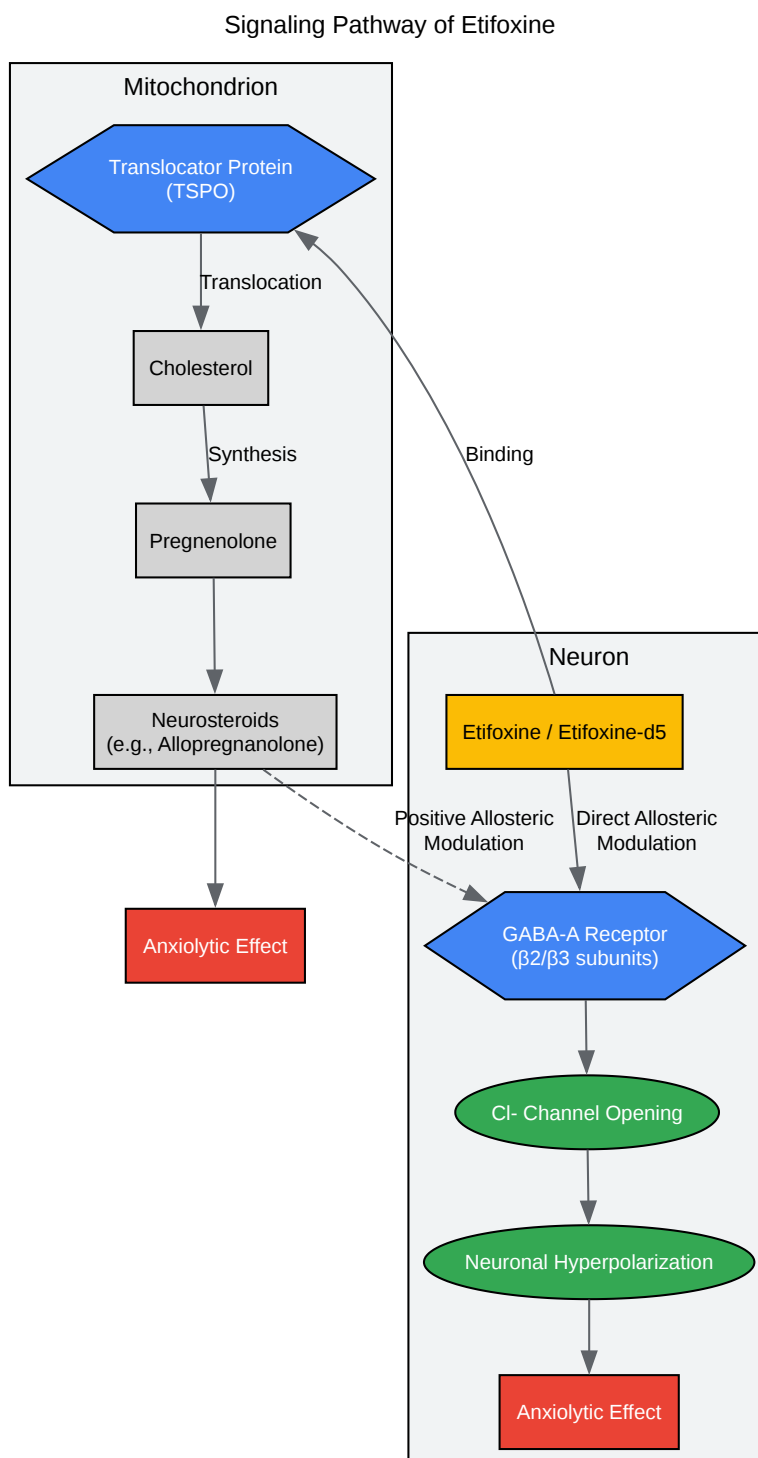 Signaling Pathway of Etifoxine
Mitochondrion
Translocator Protein
(TSPO)
Translocation
Cholesterol
Synthesis
Binding
Pregnenolone
Neuron
Neurosteroids
(e.g., Allopregnanolone)
Etifoxine / Etifoxine-d5
Positive Allosteric
Modulation
Direct Allosteric
Modulation
Anxiolytic Effect
GABA-A Receptor
(β2/β3 subunits)
Cl- Channel Opening
Neuronal Hyperpolarization
Anxiolytic Effect